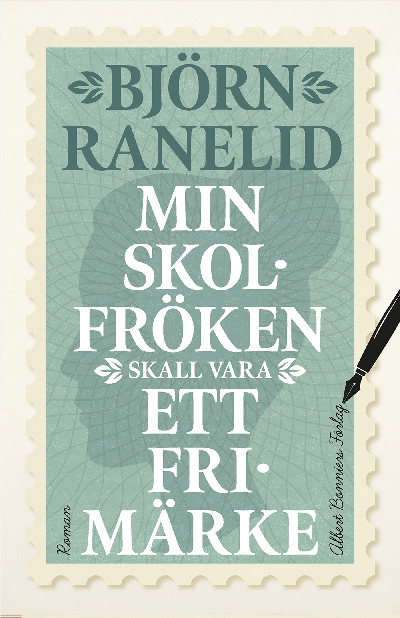 BJÖRN
RANELID
MIN
SKOL·
FRÖKEN
SKALL VARA
ETT
FRI·
MÄRKE
Roman
Albert Bonniers Förlag